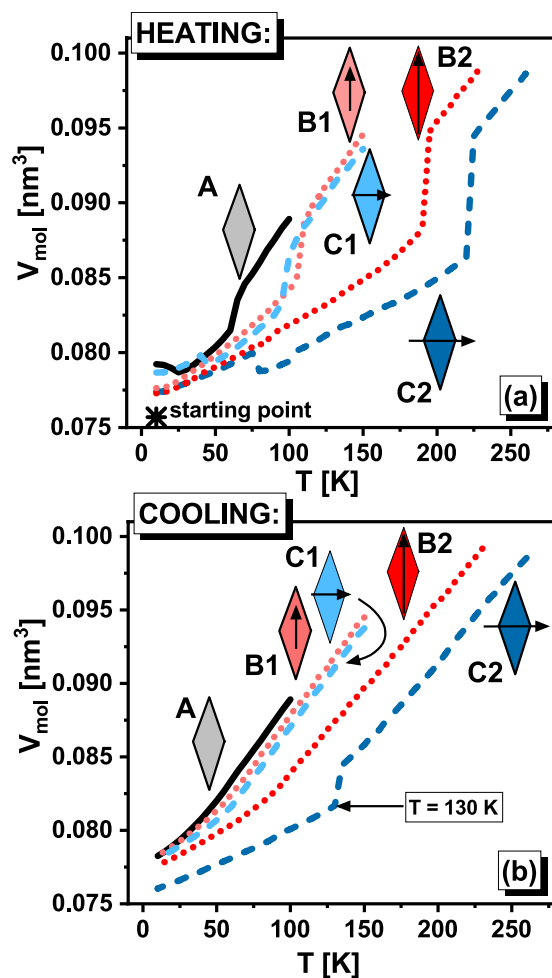 HEATING:
0.100
0.095
0.090
0.085
0.080
0.075
V_mol [nm³]
B2
B1
A
C1
C2
starting point
(a)
0 50 100 150 200 250
T [K]
COOLING:
0.100
0.095
0.090
0.085
0.080
0.075
V_mol [nm³]
C1
B2
B1
C2
A
T = 130 K
(b)
0 50 100 150 200 250
T [K]